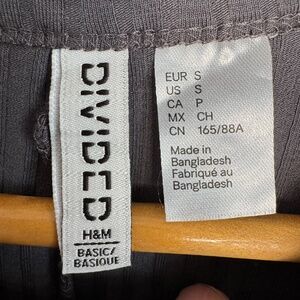 DIVIDED
H&M
BASIC/
BASIQUE
EUR S
US S
CA P
MX CH
CN 165/88A
Made in
Bangladesh
Fabriqué au
Bangladesh